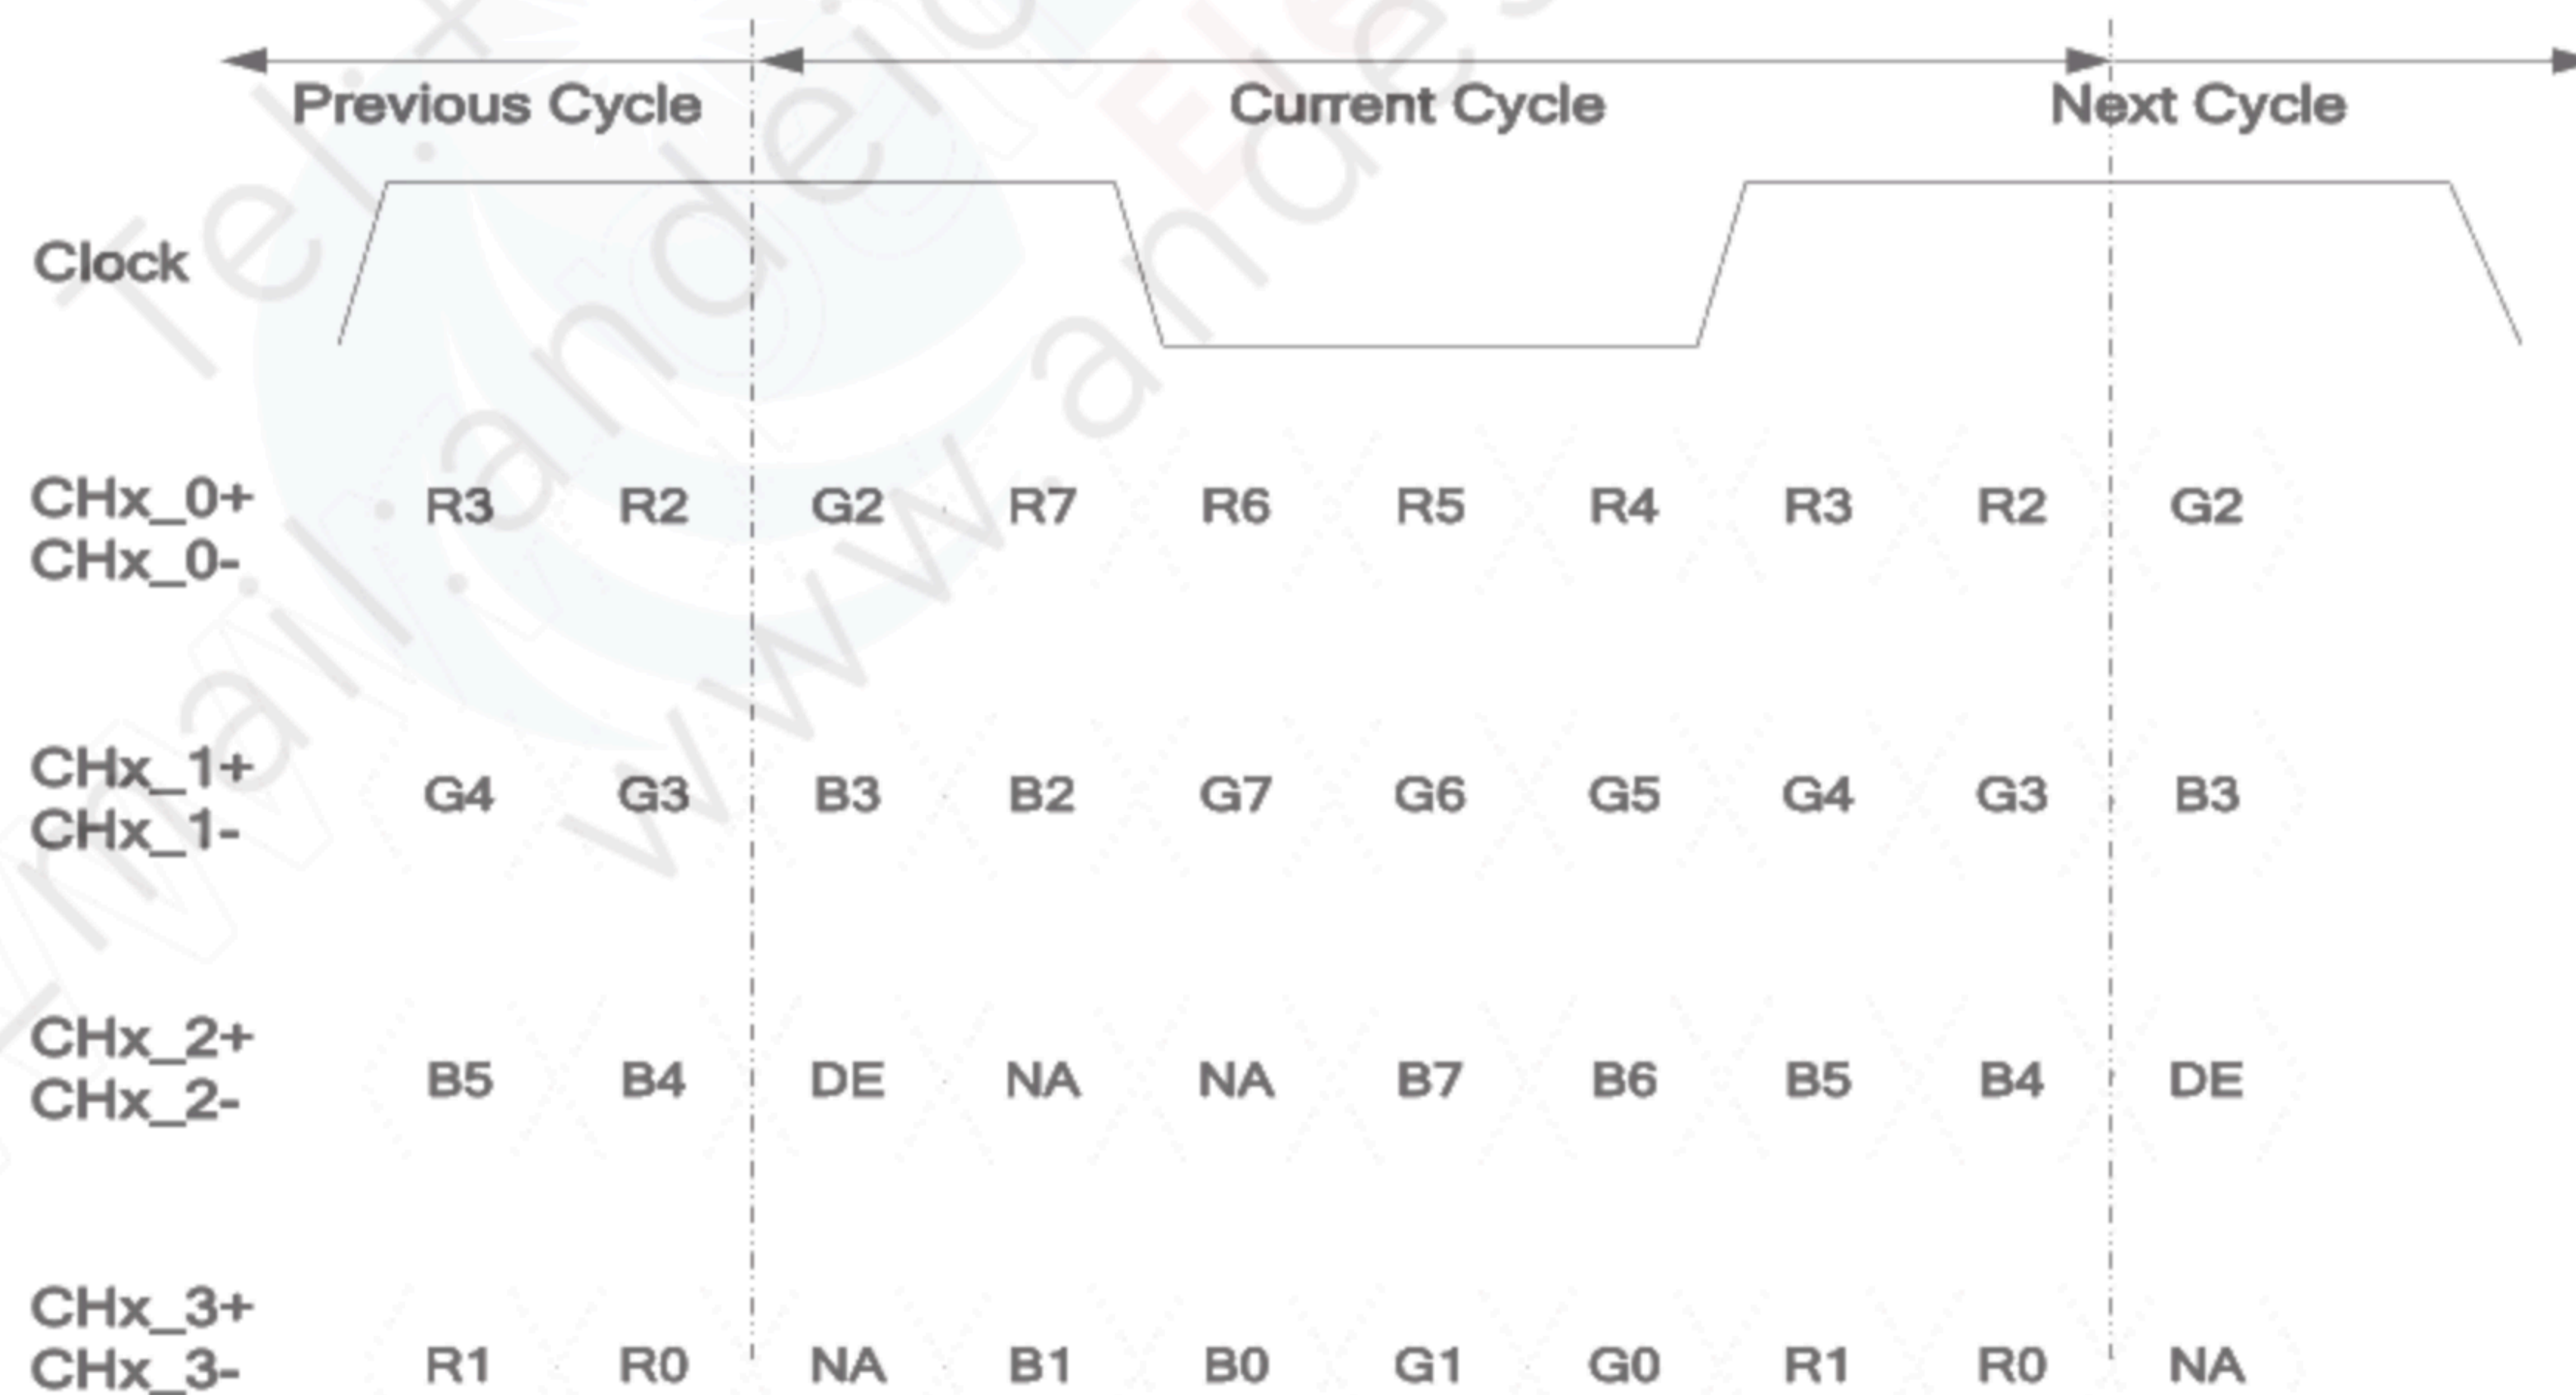 Previous Cycle Current Cycle Next Cycle
Clock
CHx_0+
R3 R2 G2 R7 R6 R5 R4 R3 R2 G2
CHx_0-
CHx_1+
G4 G3 B3 B2 G7 G6 G5 G4 G3 B3
CHx_1-
CHx_2+
B5 B4 DE NA NA B7 B6 B5 B4 DE
CHx_2-
CHx_3+
CHx_3- R1 R0 NA B1 B0 G1 G0 R1 R0 NA